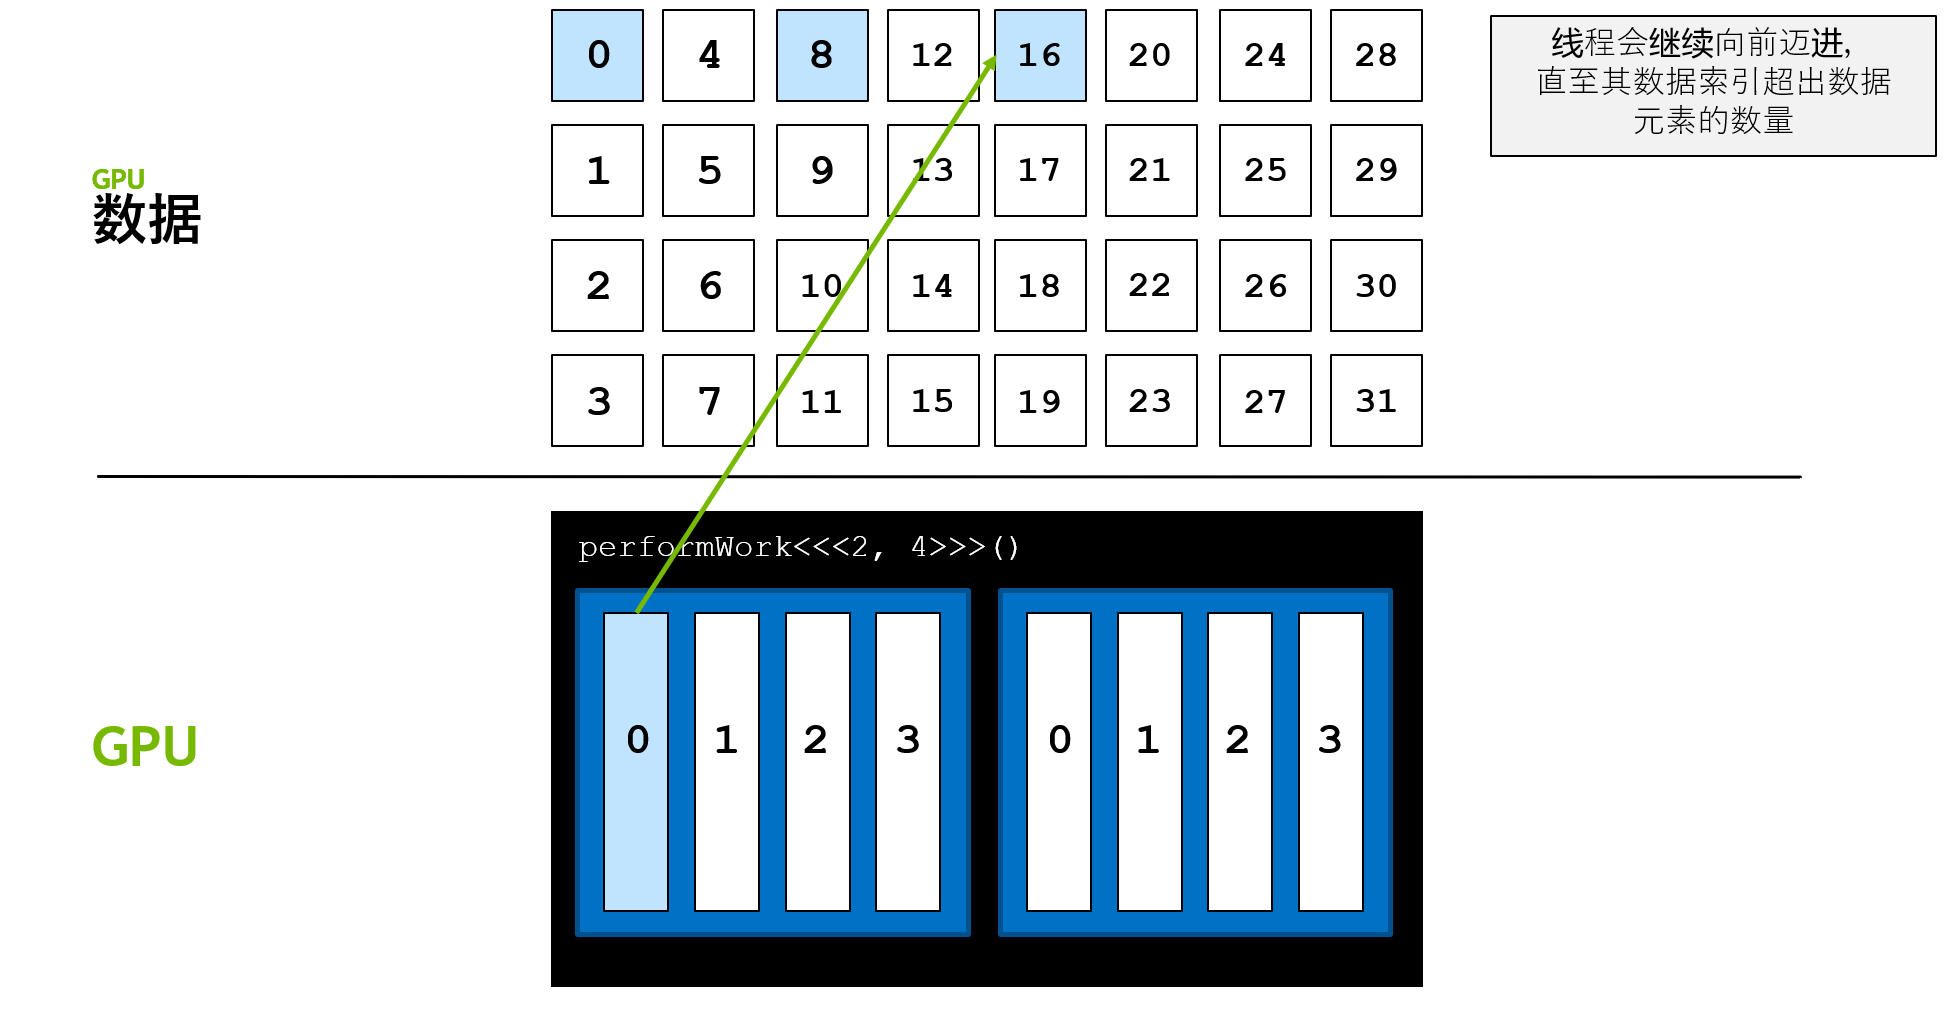 0 4 8 12 16 20 24 28
1 5 9 13 17 21 25 29
2 6 10 14 18 22 26 30
3 7 11 15 19 23 27 31
线程会继续向前迈进,
直至其数据索引超出数据
元素的数量
GPU
数据
performWork<<<2, 4>>>()
0 1 2 3 0 1 2 3
GPU